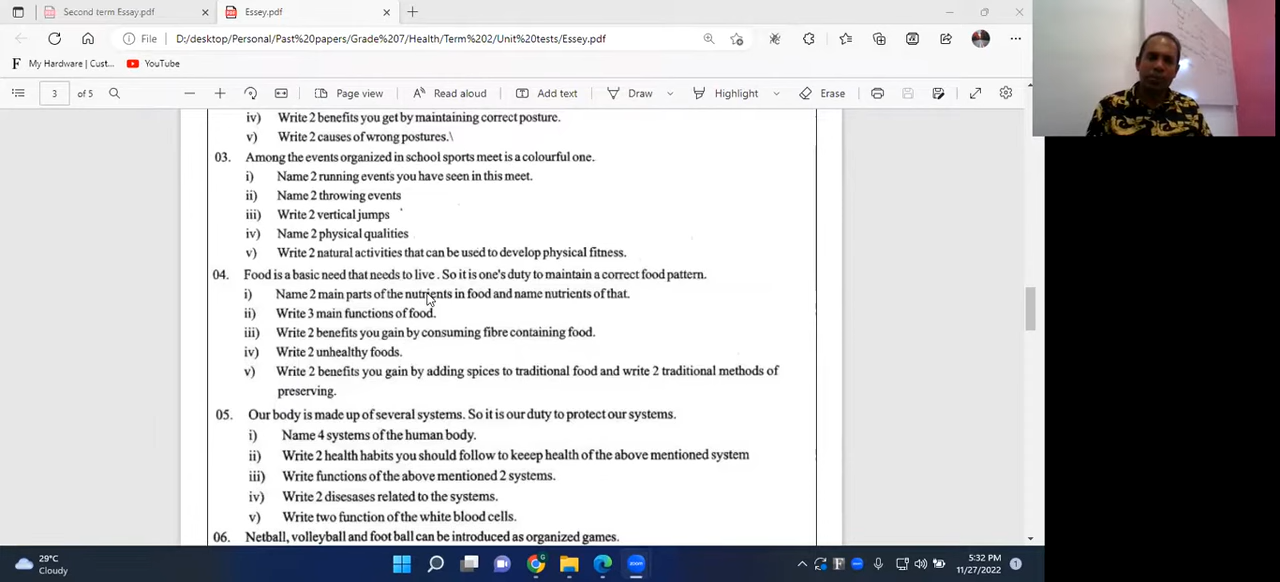 Second term Essay.pdf
Essey.pdf
File
D:/desktop/Personal/Past%20papers/Grade%207/Health/Term%202/Unit%20tests/Essey.pdf
F My Hardware | Cust...
YouTube
3 of 5
Page view
Read aloud
Add text
Draw
Highlight
Erase
iv) Write 2 benefits you get by maintaining correct posture.
v) Write 2 causes of wrong postures.\
03. Among the events organized in school sports meet is a colourful one.
i) Name 2 running events you have seen in this meet.
ii) Name 2 throwing events
iii) Write 2 vertical jumps
iv) Name 2 physical qualities
v) Write 2 natural activities that can be used to develop physical fitness.
04. Food is a basic need that needs to live . So it is one's duty to maintain a correct food pattern.
i) Name 2 main parts of the nutrients in food and name nutrients of that.
ii) Write 3 main functions of food.
iii) Write 2 benefits you gain by consuming fibre containing food.
iv) Write 2 unhealthy foods.
v) Write 2 benefits you gain by adding spices to traditional food and write 2 traditional methods of
preserving.
05. Our body is made up of several systems. So it is our duty to protect our systems.
i) Name 4 systems of the human body.
ii) Write 2 health habits you should follow to keeep health of the above mentioned system
iii) Write functions of the above mentioned 2 systems.
iv) Write 2 disesases related to the systems.
v) Write two function of the white blood cells.
06. Netball, volleyball and foot ball can be introduced as organized games.
29°C
Cloudy
zoom
5:32 PM
11/27/2022
1